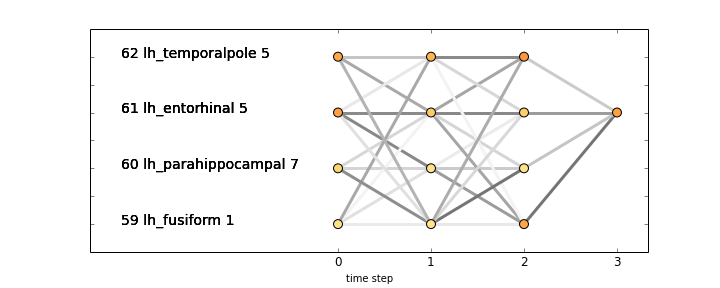 62 lh_temporalpole 5
61 lh_entorhinal 5
60 lh_parahippocampal 7
59 lh_fusiform 1
0 1 2 3
time step